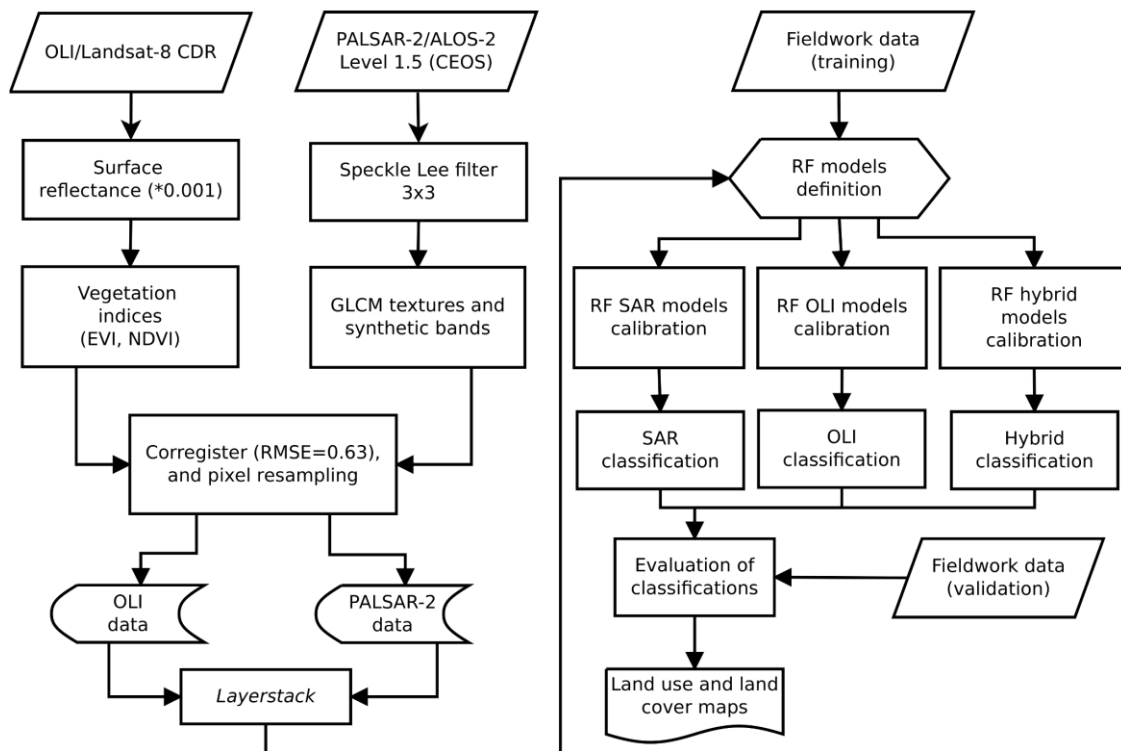 OLI/Landsat-8 CDR
PALSAR-2/ALOS-2
Level 1.5 (CEOS)
Fieldwork data
(training)
Surface
reflectance (*0.001)
Speckle Lee filter
3x3
RF models
definition
Vegetation
indices
(EVI, NDVI)
GLCM textures and
synthetic bands
RF SAR models
calibration
RF OLI models
calibration
RF hybrid
models
calibration
Corregister (RMSE=0.63),
and pixel resampling
SAR
classification
OLI
classification
Hybrid
classification
Evaluation of
classifications
Fieldwork data
(validation)
OLI
data
PALSAR-2
data
Layerstack
Land use and land
cover maps